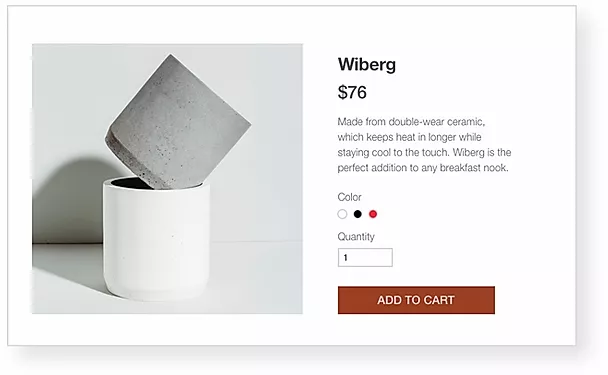 Wiberg
$76
Made from double-wear ceramic,
which keeps heat in longer while
staying cool to the touch. Wiberg is the
perfect addition to any breakfast nook.
Color
Quantity
1
ADD TO CART